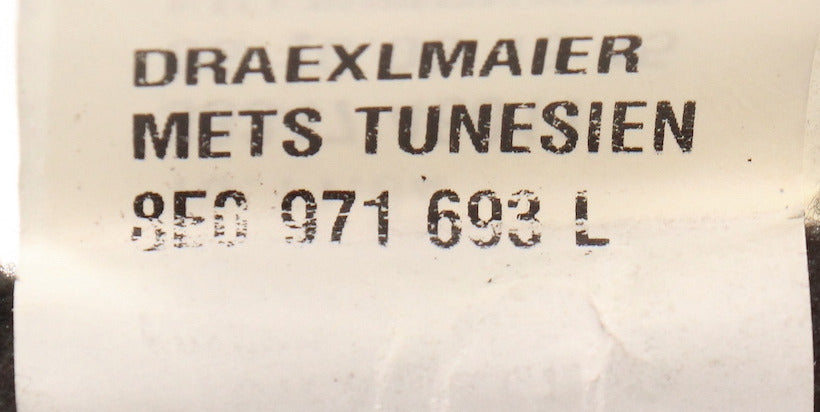 DRAEXLMAIER
METS TUNESIEN
8E0 971 693 L